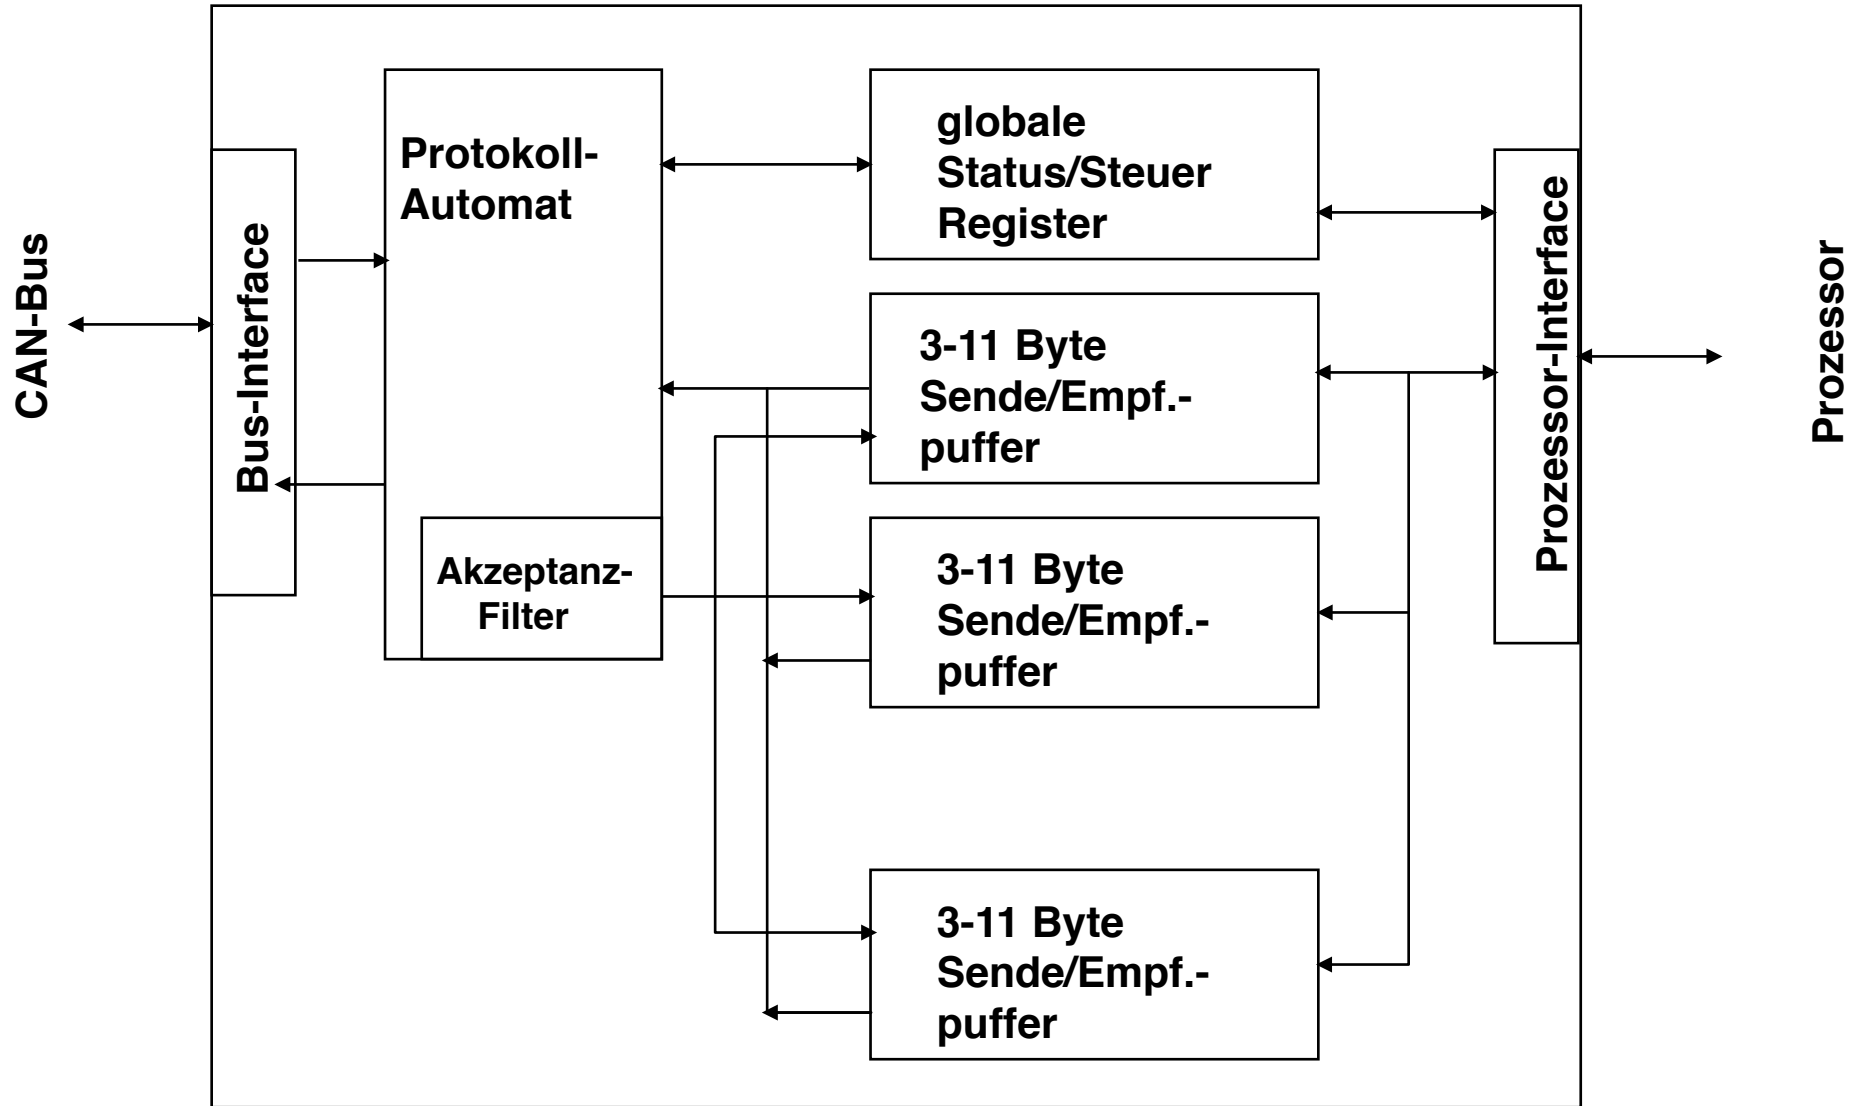 CAN-Bus
Bus-Interface
Protokoll-
Automat
Akzeptanz-
Filter
globale
Status/Steuer
Register
3-11 Byte
Sende/Empf.-
puffer
3-11 Byte
Sende/Empf.-
puffer
3-11 Byte
Sende/Empf.-
puffer
Prozessor-Interface
Prozessor